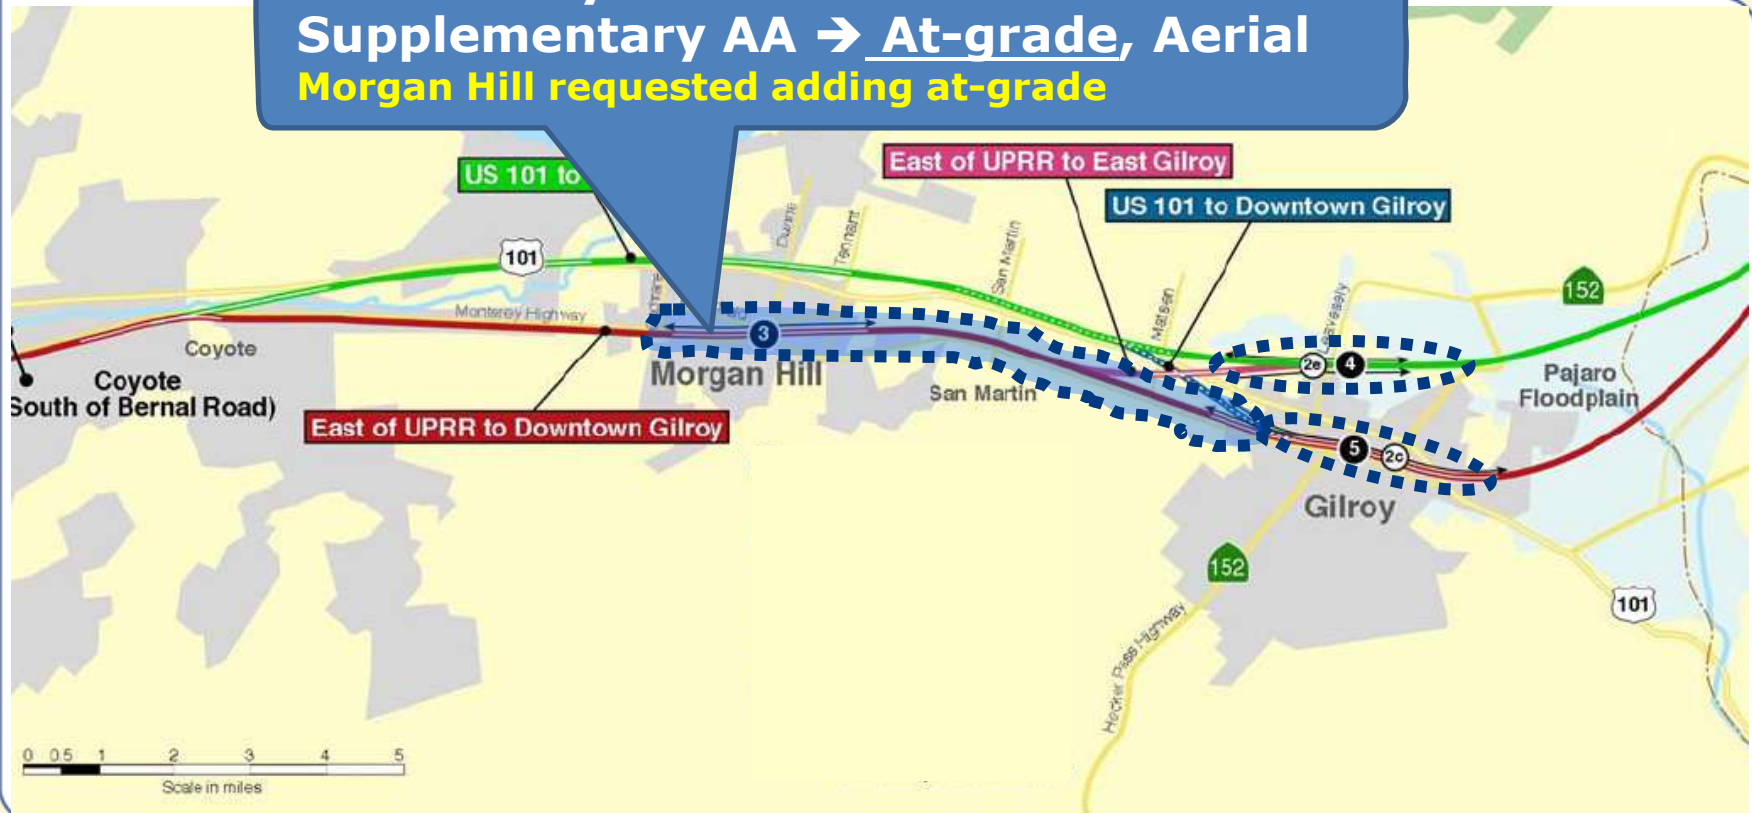 Supplementary AA ➔ At-grade, Aerial
Morgan Hill requested adding at-grade
US 101 to
East of UPRR to East Gilroy
US 101 to Downtown Gilroy
Dunne
Tennant
San Martin
Masten
Leavesely
101
152
Monterey Highway
Coyote
3
2e
4
Morgan Hill
San Martin
Pajaro
Floodplain
Coyote
South of Bernal Road)
East of UPRR to Downtown Gilroy
5
2c
Gilroy
152
101
Hecker Pass Highway
0 0.5 1 2 3 4 5
Scale in miles